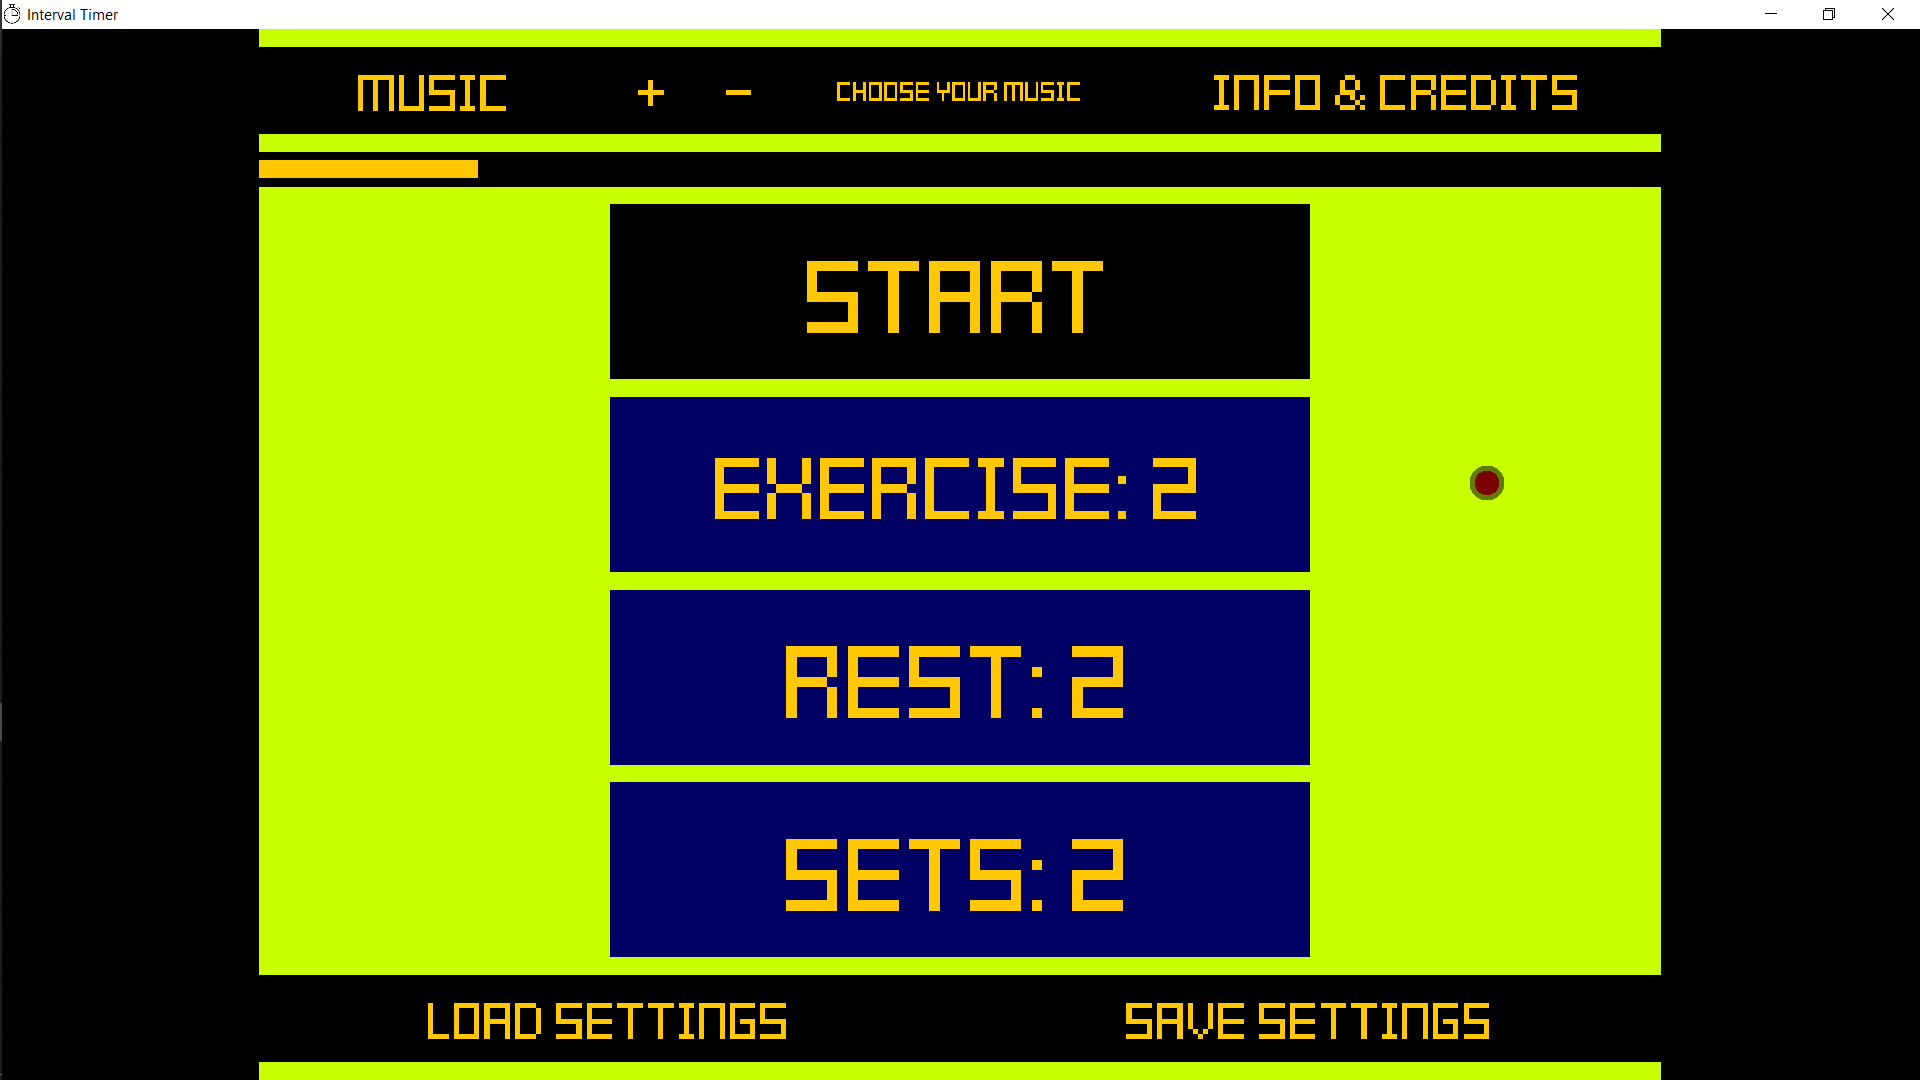 Interval Timer
MUSIC + - CHOOSE YOUR MUSIC INFO & CREDITS
START
EXERCISE: 2
REST: 2
SETS: 2
LOAD SETTINGS SAVE SETTINGS